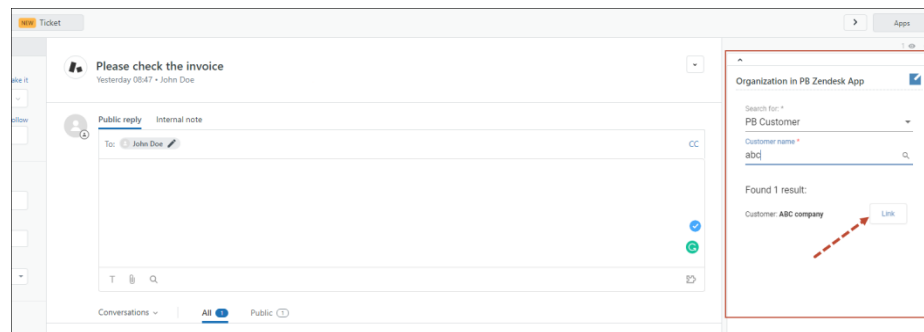 NEW Ticket
Apps
1
ake it
ollow
Please check the invoice
Yesterday 08:47 • John Doe
Public reply Internal note
To: John Doe
CC
T
Conversations All 1 Public 1
Organization in PB Zendesk App
Search for: *
PB Customer
Customer name *
abc
Found 1 result:
Customer: ABC company
Link